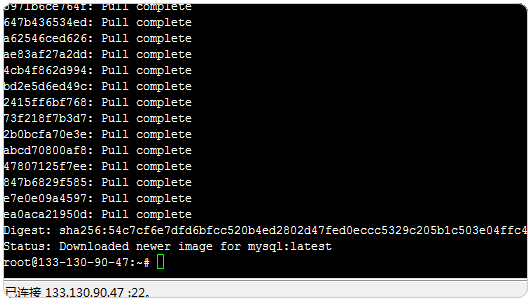 3971b6ce764f: Pull complete
647b436534ed: Pull complete
a62546ced626: Pull complete
ae83af27a2dd: Pull complete
4cb4f862d994: Pull complete
bd2e5d6ed49c: Pull complete
2415ff6bf768: Pull complete
73f218f7b3d7: Pull complete
2b0bcfa70e3e: Pull complete
abcd70800af8: Pull complete
47807125f7ee: Pull complete
847b6829f585: Pull complete
e7e0e09a4597: Pull complete
ea0aca21950d: Pull complete
Digest: sha256:54c7cf6e7dfd6bfcc520b4ed2802d47fed0eccc5329c205b1c503e04ffc4
Status: Downloaded newer image for mysql:latest
root@133-130-90-47:~#
已连接 133.130.90.47 :22。